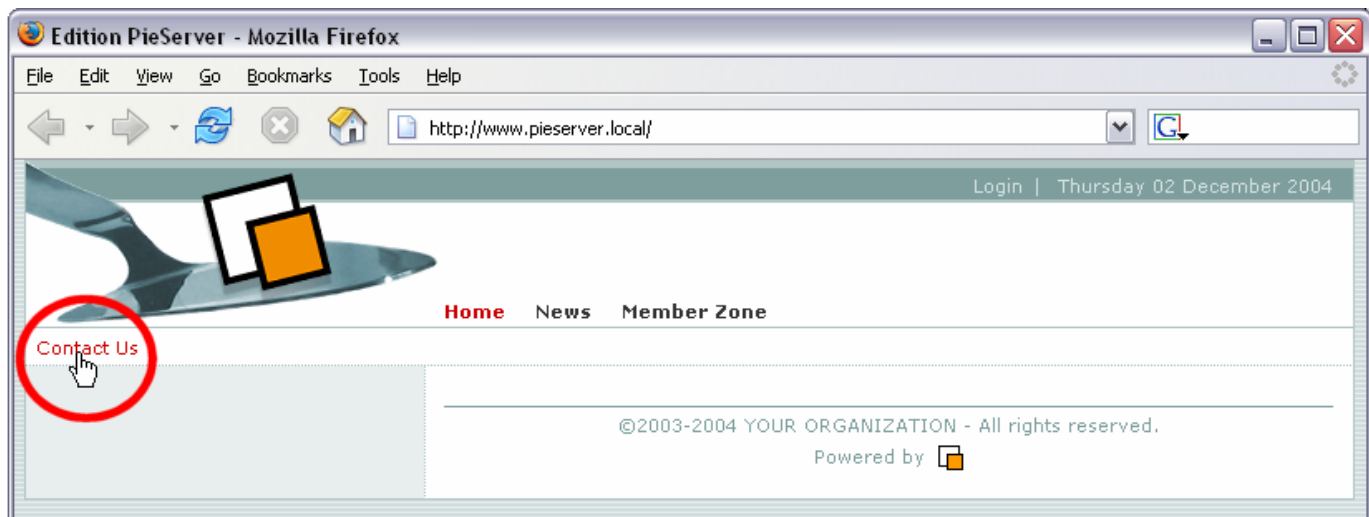 Edition PieServer - Mozilla Firefox
File Edit View Go Bookmarks Tools Help
http://www.pieserver.local/
G
Login | Thursday 02 December 2004
Home News Member Zone
Contact Us
©2003-2004 YOUR ORGANIZATION - All rights reserved.
Powered by